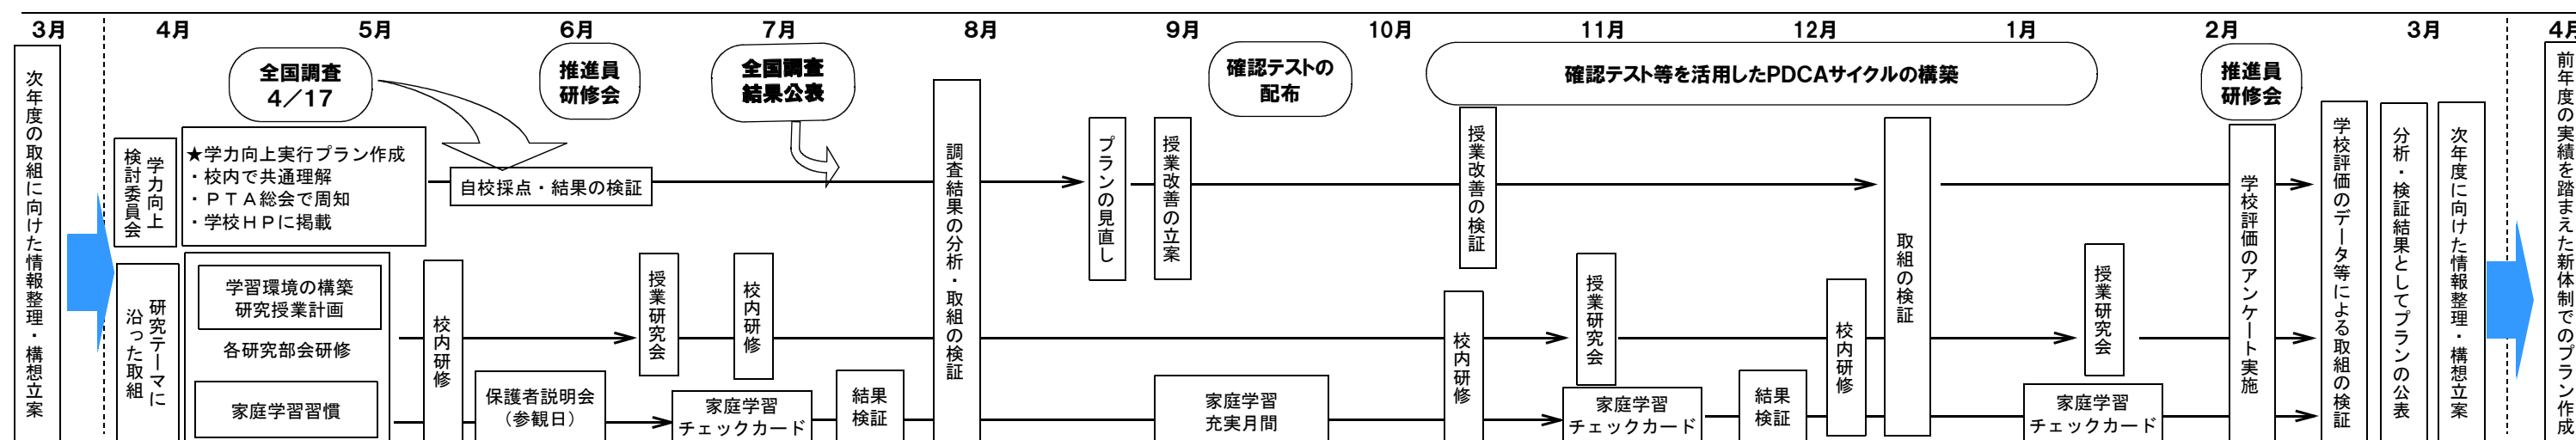 3月
4月
5月
6月
7月
8月
9月
10月
11月
12月
1月
2月
3月
4月
次年度の取組に向けた情報整理・構想立案
全国調査
4／17
推進員
研修会
全国調査
結果公表
確認テストの
配布
確認テスト等を活用したPDCAサイクルの構築
推進員
研修会
学力向上
検討委員会
★学力向上実行プラン作成
・校内で共通理解
・ＰＴＡ総会で周知
・学校ＨＰに掲載
自校採点・結果の検証
調査結果の分析・取組の検証
プランの見直し
授業改善の立案
授業改善の検証
取組の検証
学校評価のアンケート実施
学校評価のデータ等による取組の検証
分析・検証結果としてプランの公表
次年度に向けた情報整理・構想立案
前年度の実績を踏まえた新体制でのプラン作成
研究テーマに
沿った取組
学習環境の構築
研究授業計画
各研究部会研修
家庭学習習慣
校内研修
保護者説明会
（参観日）
授業研究会
校内研修
家庭学習
チェックカード
結果
検証
家庭学習
充実月間
校内研修
授業研究会
家庭学習
チェックカード
結果
検証
校内研修
授業研究会
家庭学習
チェックカード